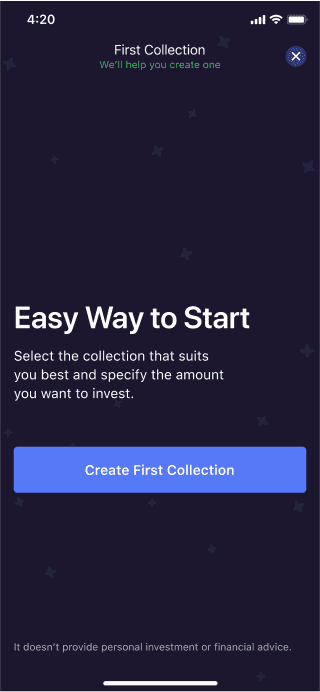 4:20
First Collection
We'll help you create one
Easy Way to Start
Select the collection that suits
you best and specify the amount
you want to invest.
Create First Collection
It doesn't provide personal investment or financial advice.